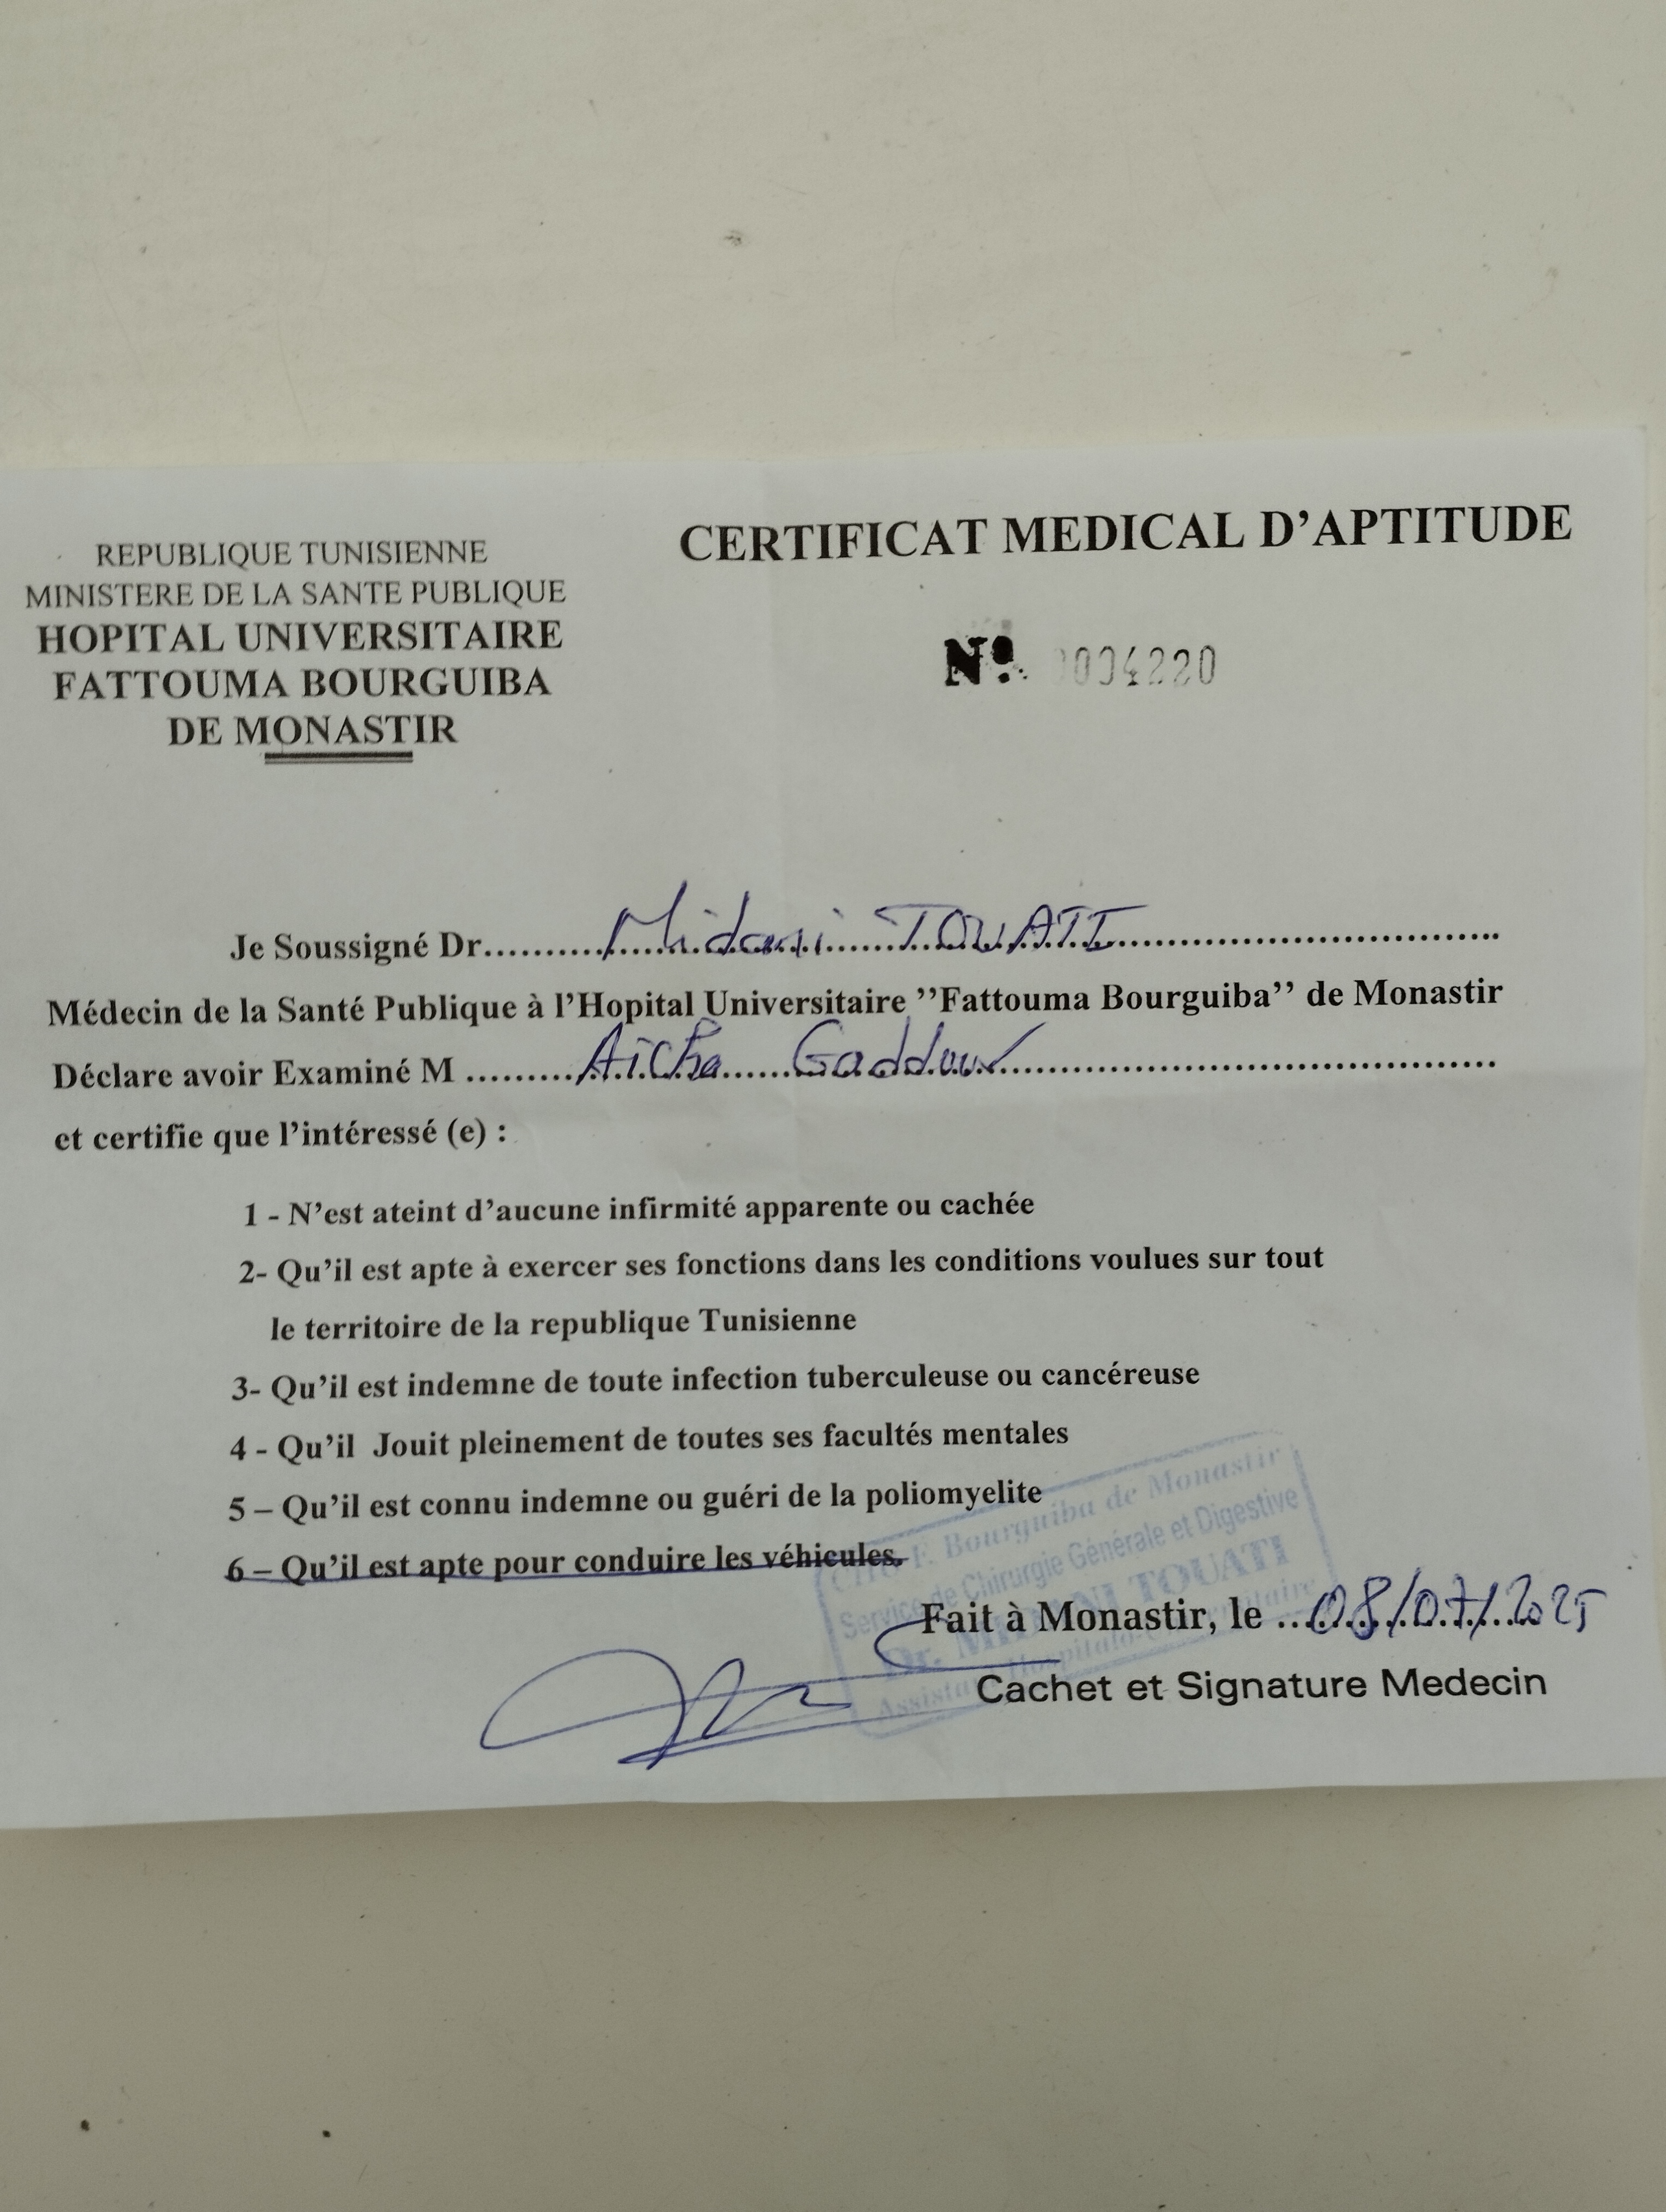 REPUBLIQUE TUNISIENNE
MINISTERE DE LA SANTE PUBLIQUE
HOPITAL UNIVERSITAIRE
FATTOUMA BOURGUIBA
DE MONASTIR
CERTIFICAT MEDICAL D'APTITUDE
Nº 0004220
Je Soussigné Dr.......... Midani TOUATI ..........
Médecin de la Santé Publique à l'Hopital Universitaire ''Fattouma Bourguiba'' de Monastir
Déclare avoir Examiné M .......... Aicha Gaddour ..........
et certifie que l'intéressé (e) :
1 - N'est ateint d'aucune infirmité apparente ou cachée
2- Qu'il est apte à exercer ses fonctions dans les conditions voulues sur tout
le territoire de la republique Tunisienne
3- Qu'il est indemne de toute infection tuberculeuse ou cancéreuse
4 - Qu'il Jouit pleinement de toutes ses facultés mentales
5 – Qu'il est connu indemne ou guéri de la poliomyelite
6 – Qu'il est apte pour conduire les véhicules.
CHU F. Bourguiba de Monastir
Service de Chirurgie Générale et Digestive
Dr. MIDANI TOUATI
Fait à Monastir, le ...08/07/2025
Cachet et Signature Medecin